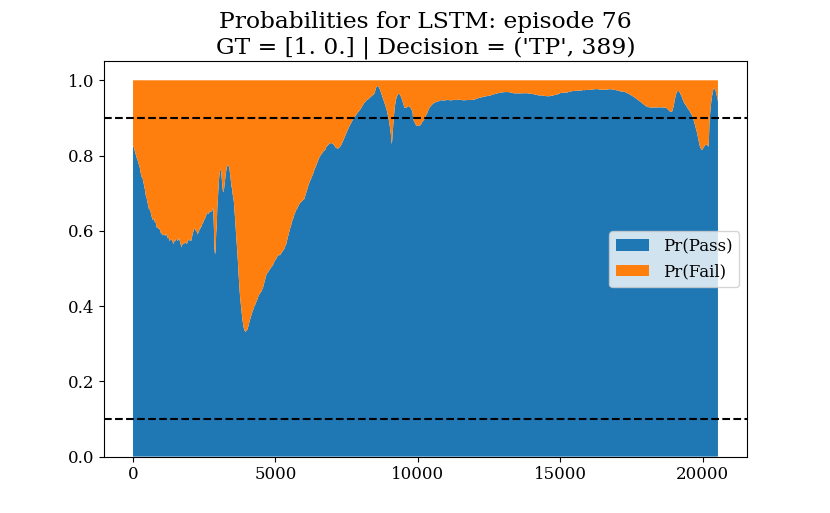 Probabilities for LSTM: episode 76
GT = [1. 0.] | Decision = ('TP', 389)
1.0
0.8
0.6
0.4
0.2
0.0
Pr(Pass)
Pr(Fail)
0
5000
10000
15000
20000